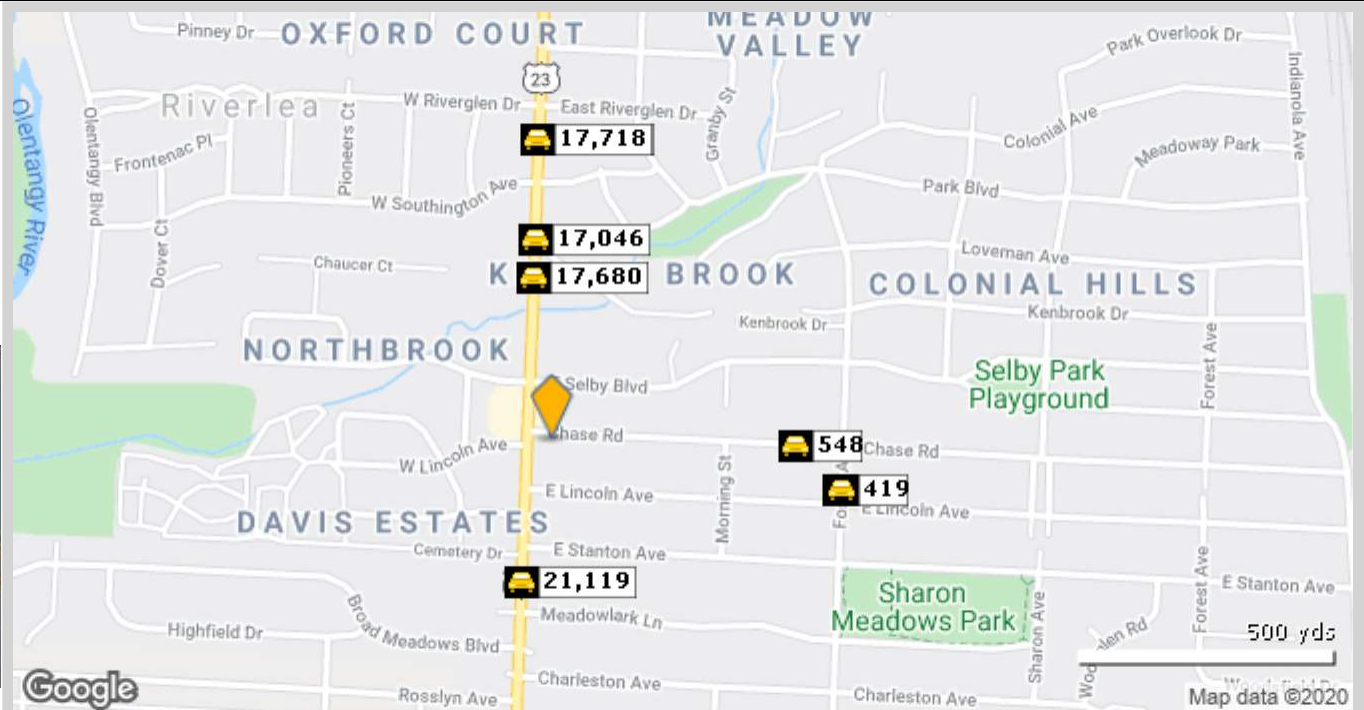 MEADOW
VALLEY
OXFORD COURT
Pinney Dr
Park Overlook Dr
23
Indianola Ave
Riverlea
W Riverglen Dr
East Riverglen Dr
Granby St
Colonial Ave
Olentangy River
Olentangy Blvd
Pioneers Ct
17,718
Frontenac Pl
Meadoway Park
W Southington Ave
Park Blvd
Dover Ct
17,046
Chaucer Ct
Loveman Ave
17,680
K
BROOK
COLONIAL HILLS
Kenbrook Dr
Kenbrook Dr
NORTHBROOK
Forest Ave
Selby Blvd
Selby Park
Playground
Chase Rd
548
Chase Rd
W Lincoln Ave
Morning St
E Lincoln Ave
419
E Lincoln Ave
DAVIS ESTATES
Cemetery Dr
E Stanton Ave
21,119
E Stanton Ave
Forest Ave
Sharon
Meadows Park
Sharon Ave
Broad Meadows Blvd
Meadowlark Ln
Highfield Dr
500 yds
Charleston Ave
Rosslyn Ave
Charleston Ave
Google
Map data ©2020